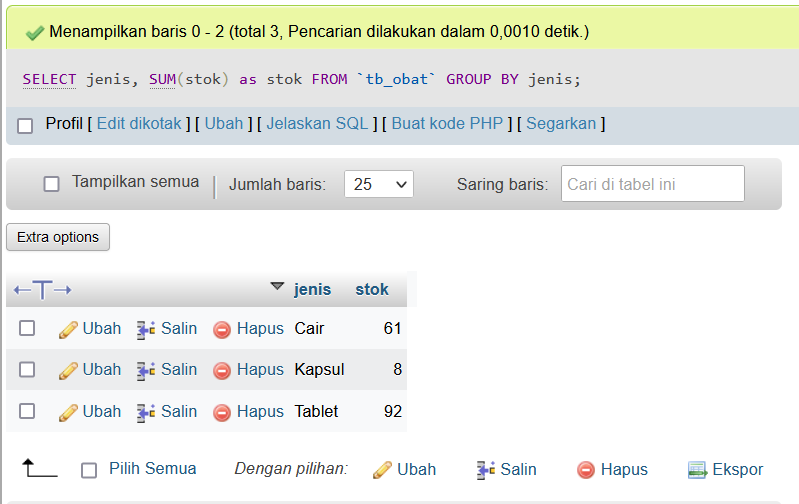 Menampilkan baris 0 - 2 (total 3, Pencarian dilakukan dalam 0,0010 detik.)
SELECT jenis, SUM(stok) as stok FROM `tb_obat` GROUP BY jenis;
Profil [ Edit dikotak ] [ Ubah ] [ Jelaskan SQL ] [ Buat kode PHP ] [ Segarkan ]
Tampilkan semua | Jumlah baris: 25 Saring baris: Cari di tabel ini
Extra options
←T→ jenis stok
Ubah Salin Hapus Cair 61
Ubah Salin Hapus Kapsul 8
Ubah Salin Hapus Tablet 92
Pilih Semua Dengan pilihan: Ubah Salin Hapus Ekspor